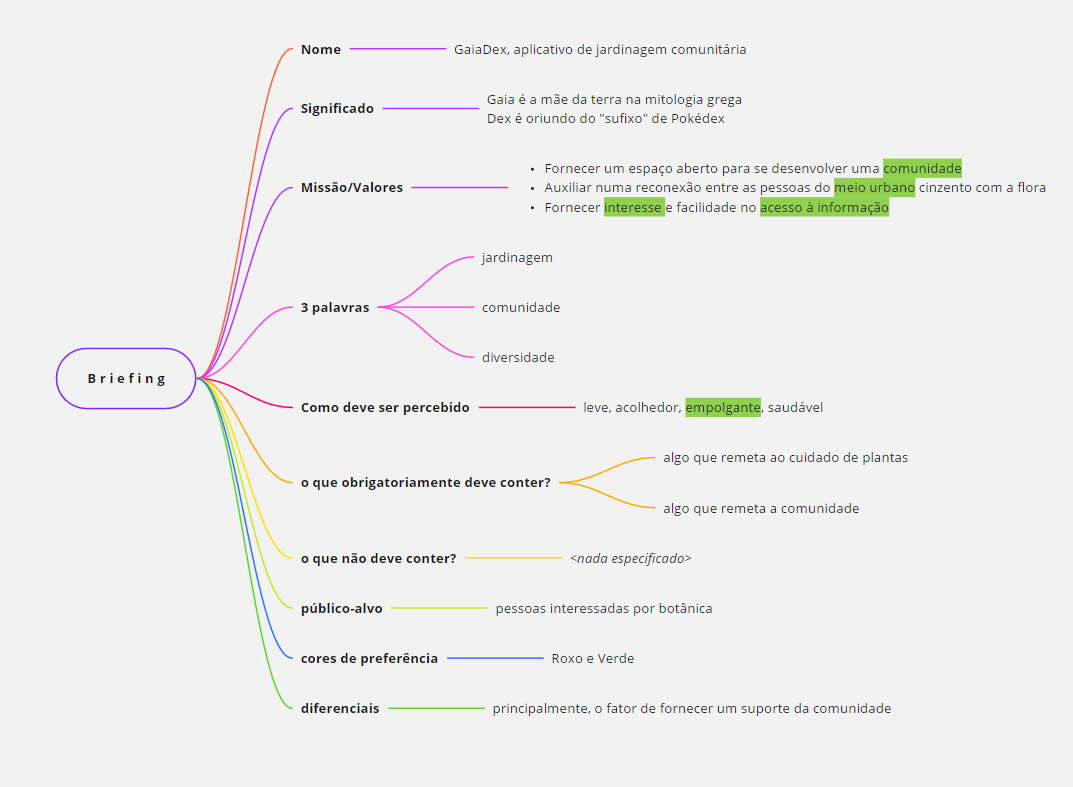 Nome
GaiaDex, aplicativo de jardinagem comunitária
Significado
Gaia é a mãe da terra na mitologia grega
Dex é oriundo do "sufixo" de Pokédex
Missão/Valores
• Fornecer um espaço aberto para se desenvolver uma comunidade
• Auxiliar numa reconexão entre as pessoas do meio urbano cinzento com a flora
• Fornecer interesse e facilidade no acesso à informação
3 palavras
jardinagem
comunidade
diversidade
Briefing
Como deve ser percebido
leve, acolhedor, empolgante, saudável
o que obrigatoriamente deve conter?
algo que remeta ao cuidado de plantas
algo que remeta a comunidade
o que não deve conter?
<nada especificado>
público-alvo
pessoas interessadas por botânica
cores de preferência
Roxo e Verde
diferenciais
principalmente, o fator de fornecer um suporte da comunidade